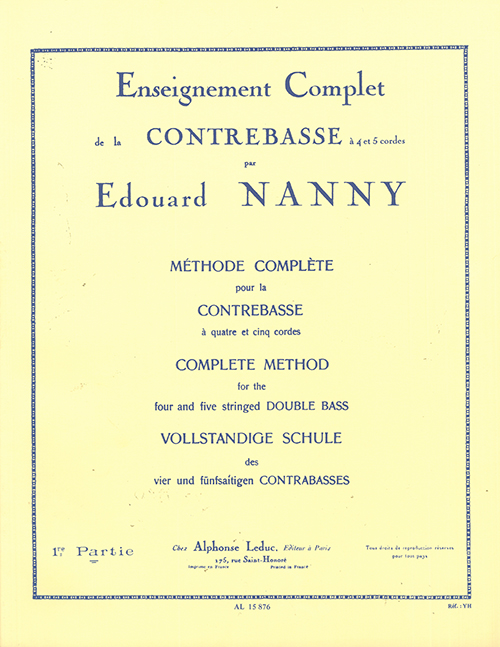 Enseignement Complet
de la CONTREBASSE à 4 et 5 cordes
par
Edouard NANNY
MÉTHODE COMPLÈTE
pour la
CONTREBASSE
à quatre et cinq cordes
COMPLETE METHOD
for the
four and five stringed DOUBLE BASS
VOLLSTANDIGE SCHULE
des
vier und fünfsaitigen CONTRABASSES
1re Partie
Chez Alphonse Leduc, Editeur à Paris
175, rue Saint-Honoré
Imprimé en France Printed in France
Tous droits de reproduction réservés
pour tous pays
AL 15 876
Réf. : YH